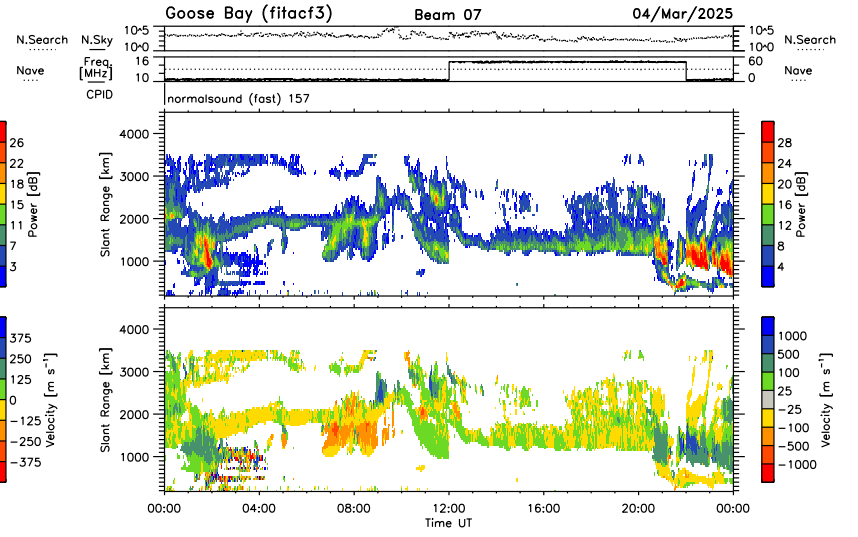 Goose Bay (fitacf3) Beam 07 04/Mar/2025
N.Search N.Sky 10^5 10^0 10^5 10^0 N.Search
Nave Freq. [MHz] 16 10 60 0 Nave
CPID normalsound (fast) 157
26 22 18 15 11 7 3
Power [dB]
4000 3000 2000 1000
Slant Range [km]
28 24 20 16 12 8 4
Power [dB]
375 250 125 0 −125 −250 −375
Velocity [m s⁻¹]
4000 3000 2000 1000
Slant Range [km]
1000 500 100 25 −25 −100 −500 −1000
Velocity [m s⁻¹]
00:00 04:00 08:00 12:00 16:00 20:00 00:00
Time UT